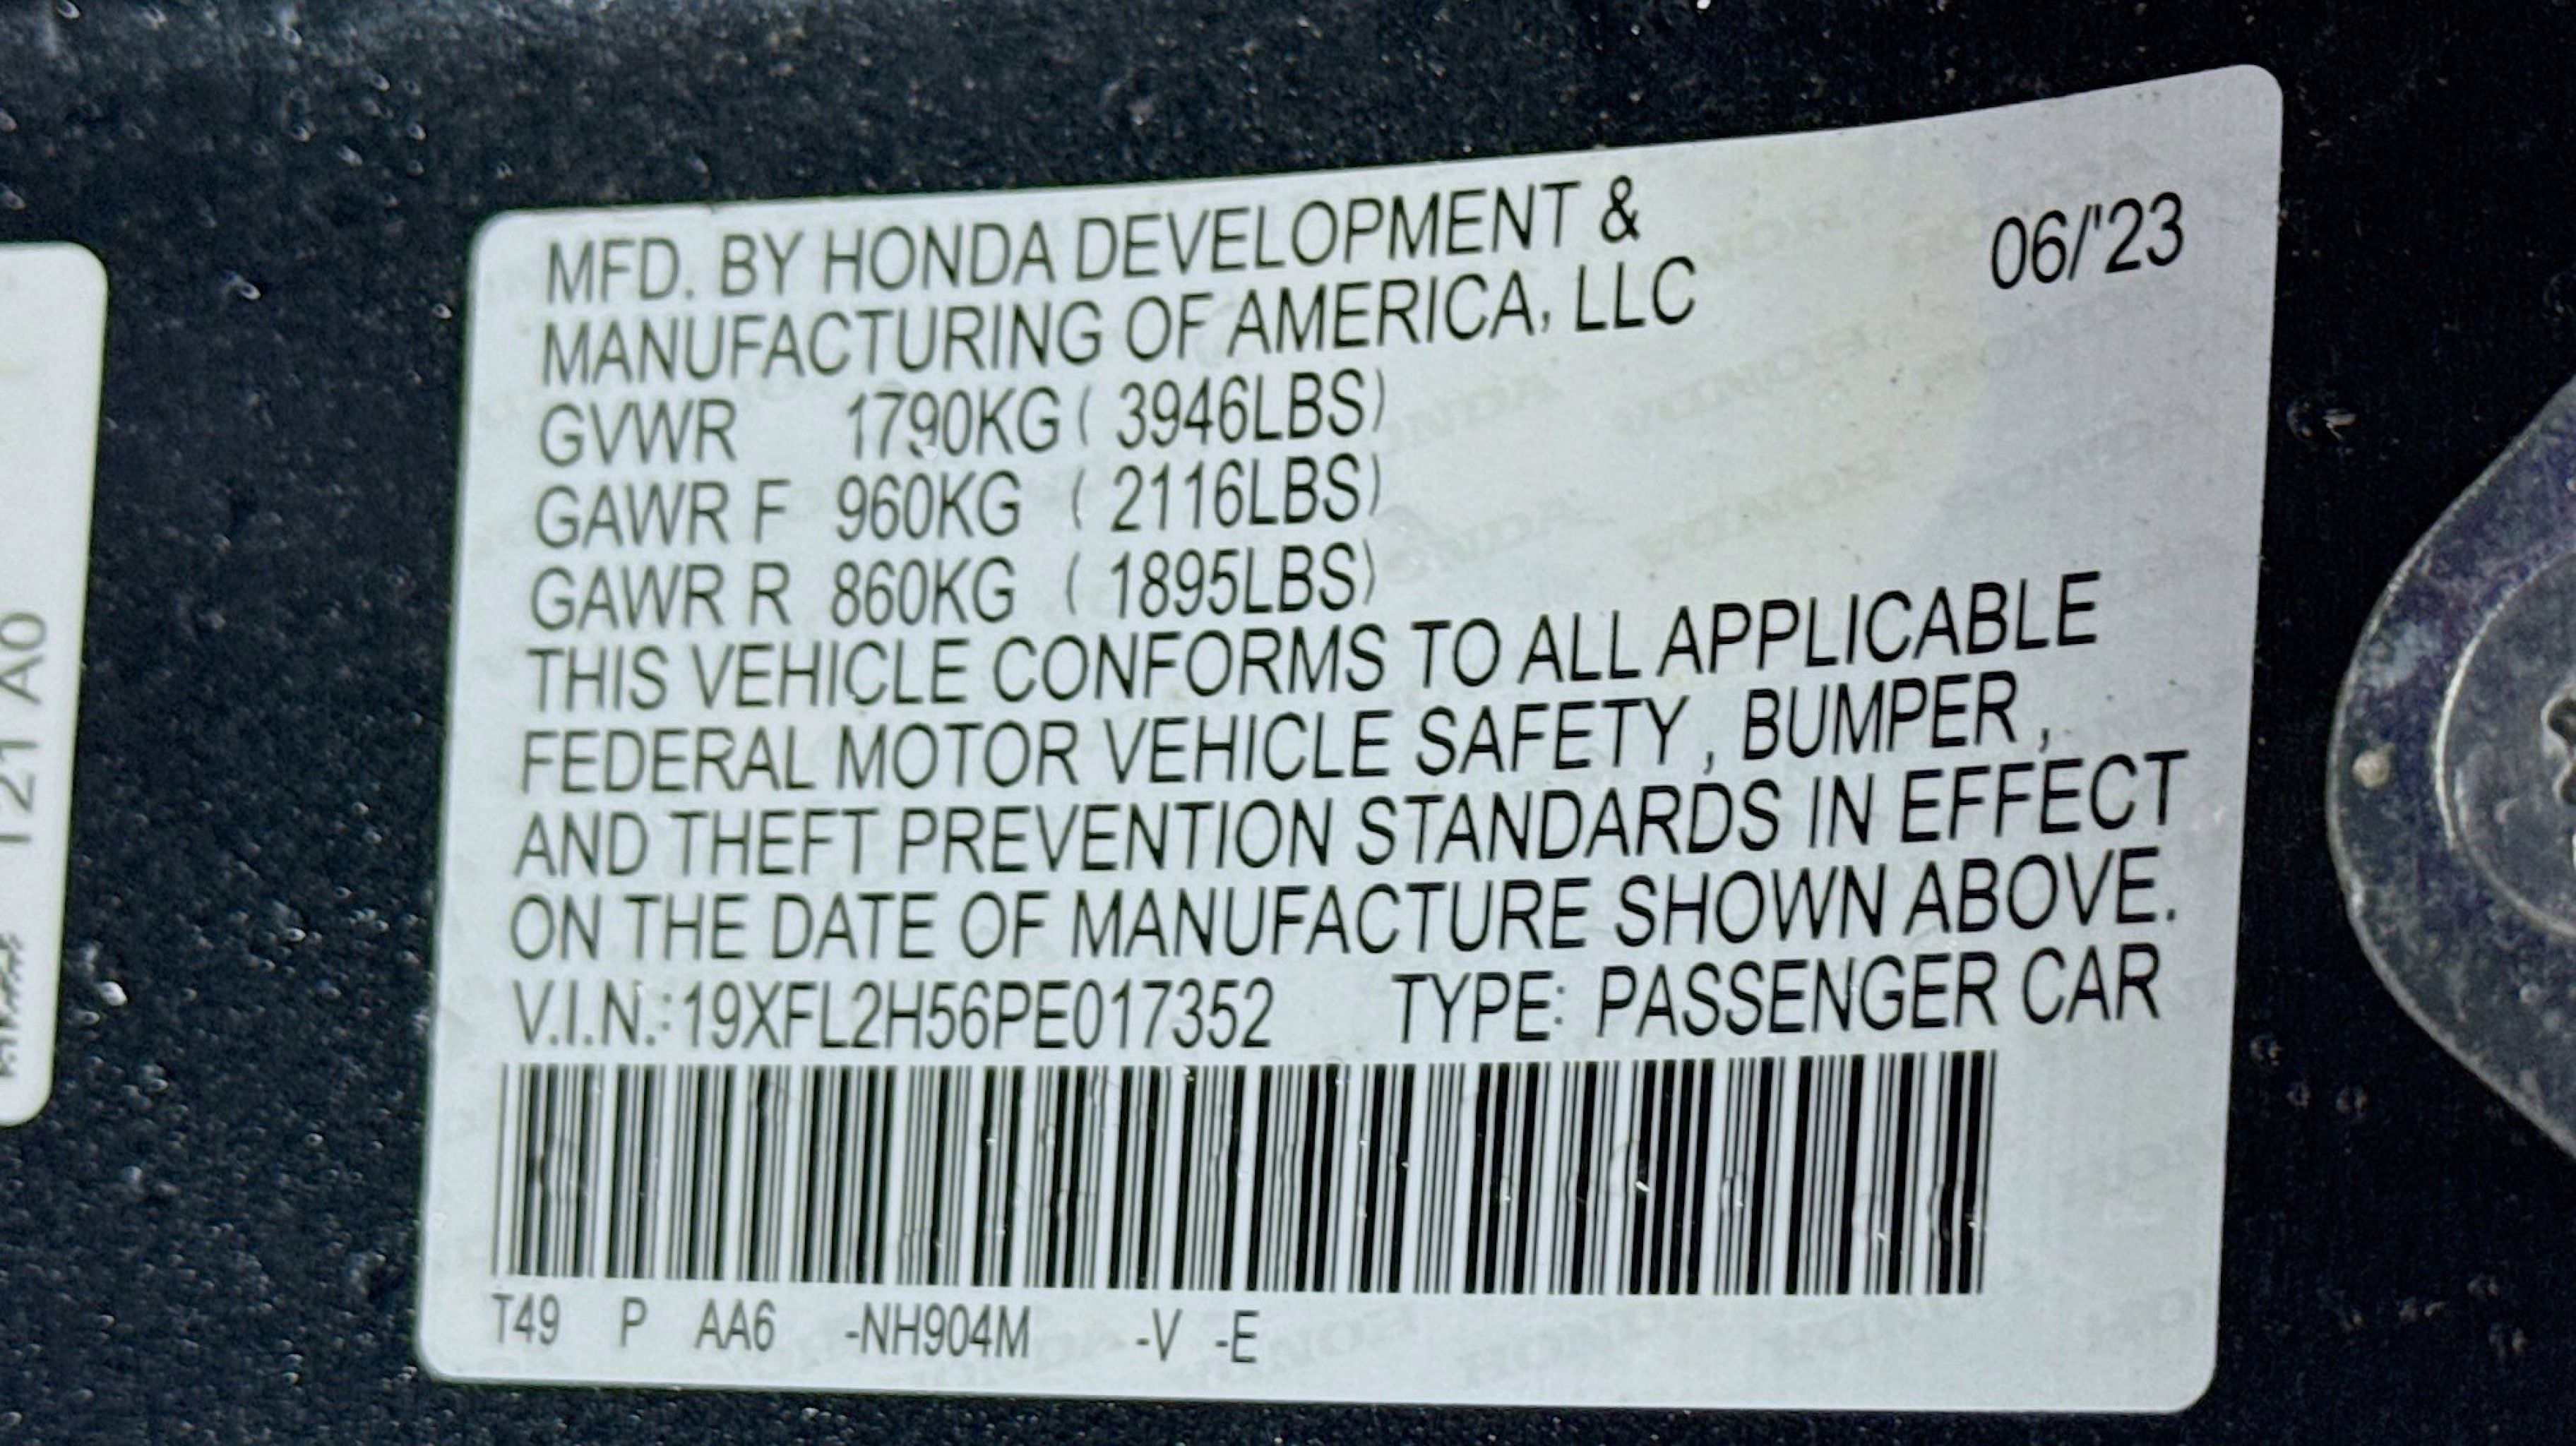 MFD. BY HONDA DEVELOPMENT &
MANUFACTURING OF AMERICA, LLC
06/'23
GVWR 1790KG ( 3946LBS)
GAWR F 960KG ( 2116LBS)
GAWR R 860KG ( 1895LBS)
THIS VEHICLE CONFORMS TO ALL APPLICABLE
FEDERAL MOTOR VEHICLE SAFETY , BUMPER ,
AND THEFT PREVENTION STANDARDS IN EFFECT
ON THE DATE OF MANUFACTURE SHOWN ABOVE.
V.I.N.:19XFL2H56PE017352 TYPE: PASSENGER CAR
T49 P AA6 -NH904M -V -E
A0